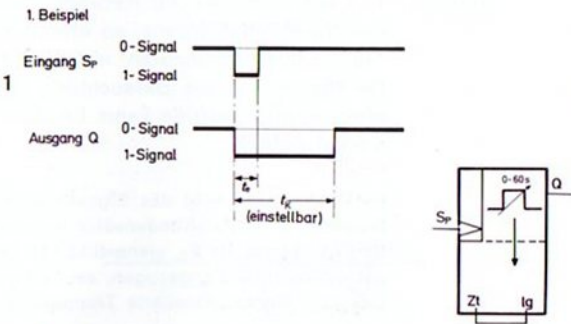 1. Beispiel
0-Signal
Eingang Sₚ
1-Signal
1
0-Signal
Ausgang Q
1-Signal
tₑ
tₖ
(einstellbar)
0-60s
Q
Sₚ
Zt Ig